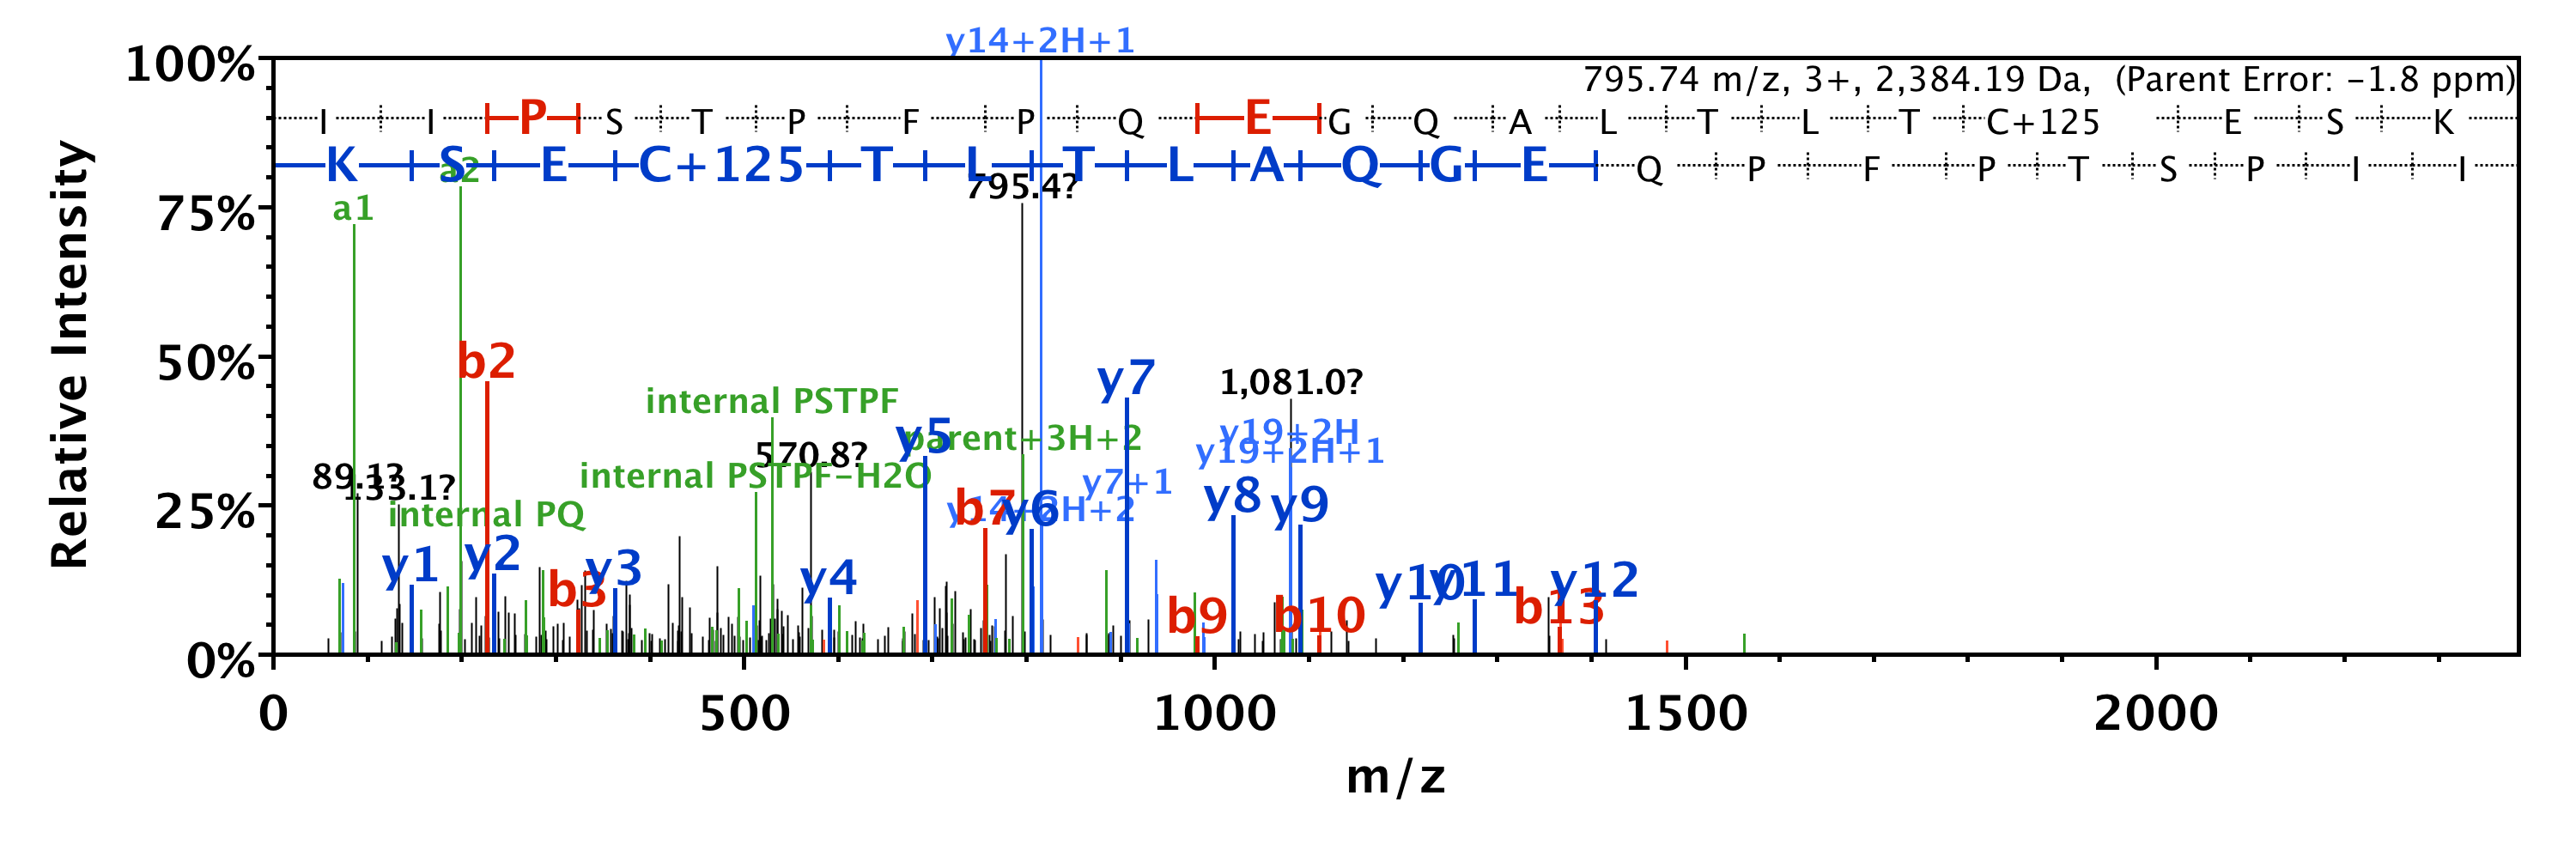 y14+2H+1
100%
795.74 m/z, 3+, 2,384.19 Da, (Parent Error: −1.8 ppm)
I I P S T P F P Q E G Q A L T L T C+125 E S K
K S E C+125 T L T L A Q G E Q P F P T S P I I
a2
795.4?
75%
a1
50%
b2
y7
1,081.0?
internal PSTPF
y5
parent+3H+2
y19+2H
y19+2H+1
570.8?
89.1?
internal PSTPF−H2O
133.1?
y7+1
25%
internal PQ
b7
y14+2H+2
y6
y8
y9
y1
y2
y3
b3
y4
b9
b10
y10
y11
y12
b13
0%
0
500
1000
1500
2000
m/z
Relative Intensity